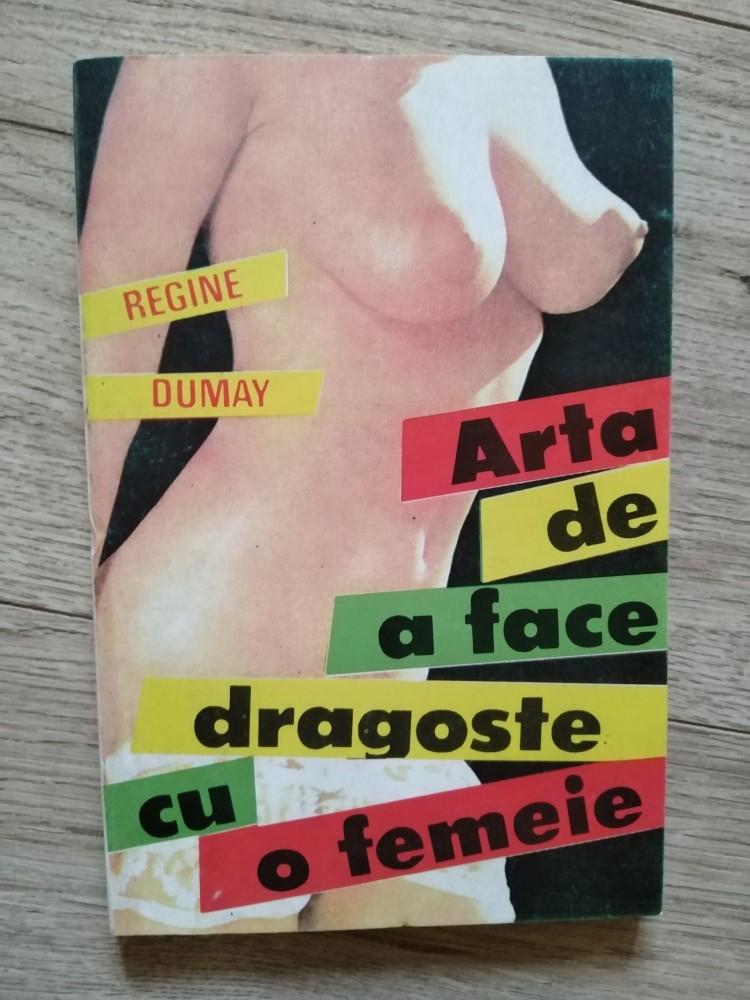 REGINE
DUMAY
Arta
de
a face
dragoste
cu
o femeie